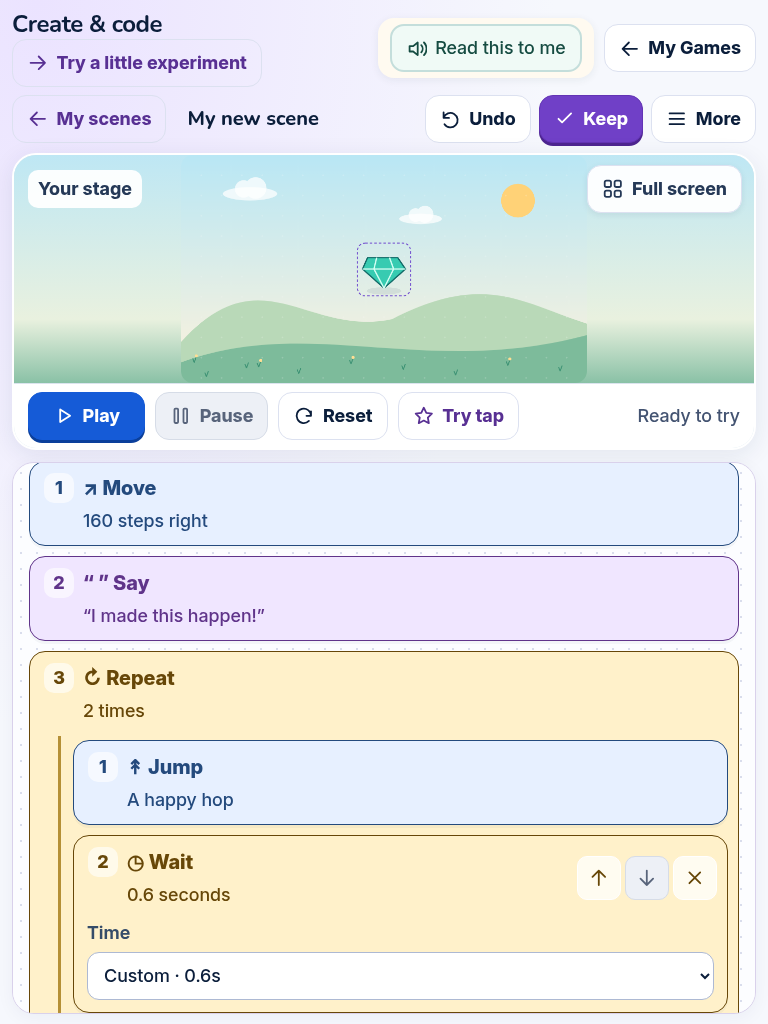 Create & code
Try a little experiment
Read this to me
My Games
My scenes
My new scene
Undo
Keep
More
Your stage
Full screen
Play
Pause
Reset
Try tap
Ready to try
1 Move
160 steps right
2 “ ” Say
“I made this happen!”
3 Repeat
2 times
1 Jump
A happy hop
2 Wait
0.6 seconds
Time
Custom · 0.6s